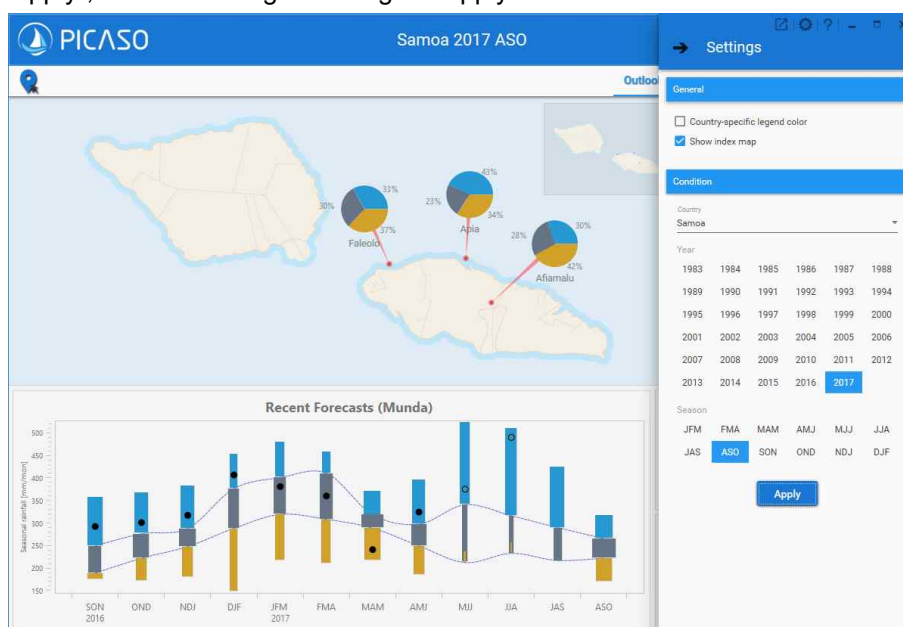 PICASO
Samoa 2017 ASO
Settings
?
Outloo
General
Country-specific legend color
Show index map
Condition
Country
Samoa
Year
1983 1984 1985 1986 1987 1988
1989 1990 1991 1992 1993 1994
1995 1996 1997 1998 1999 2000
2001 2002 2003 2004 2005 2006
2007 2008 2009 2010 2011 2012
2013 2014 2015 2016 2017
Season
JFM FMA MAM AMJ MJJ JJA
JAS ASO SON OND NDJ DJF
Apply
33%
30%
37%
Faleolo
43%
23%
34%
Apia
30%
28%
42%
Afiamalu
Recent Forecasts (Munda)
Seasonal rainfall [mm/mon]
500
450
400
350
300
250
200
150
SON OND NDJ DJF JFM FMA MAM AMJ MJJ JJA JAS ASO
2016 2017